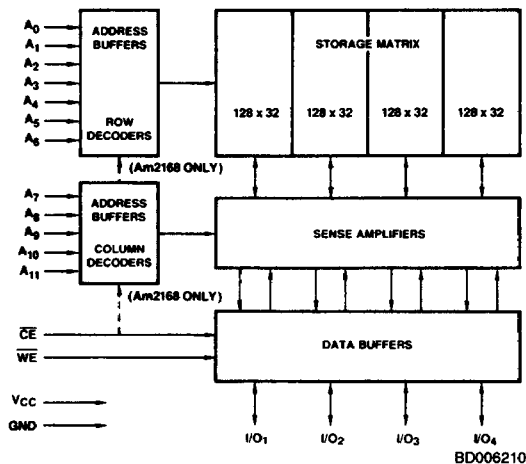 A0
A1
A2
A3
A4
A5
A6
ADDRESS
BUFFERS
ROW
DECODERS
STORAGE MATRIX
128 x 32
128 x 32
128 x 32
128 x 32
(Am2168 ONLY)
A7
A8
A9
A10
A11
ADDRESS
BUFFERS
COLUMN
DECODERS
SENSE AMPLIFIERS
(Am2168 ONLY)
CE
WE
DATA BUFFERS
VCC
GND
I/O1
I/O2
I/O3
I/O4
BD006210